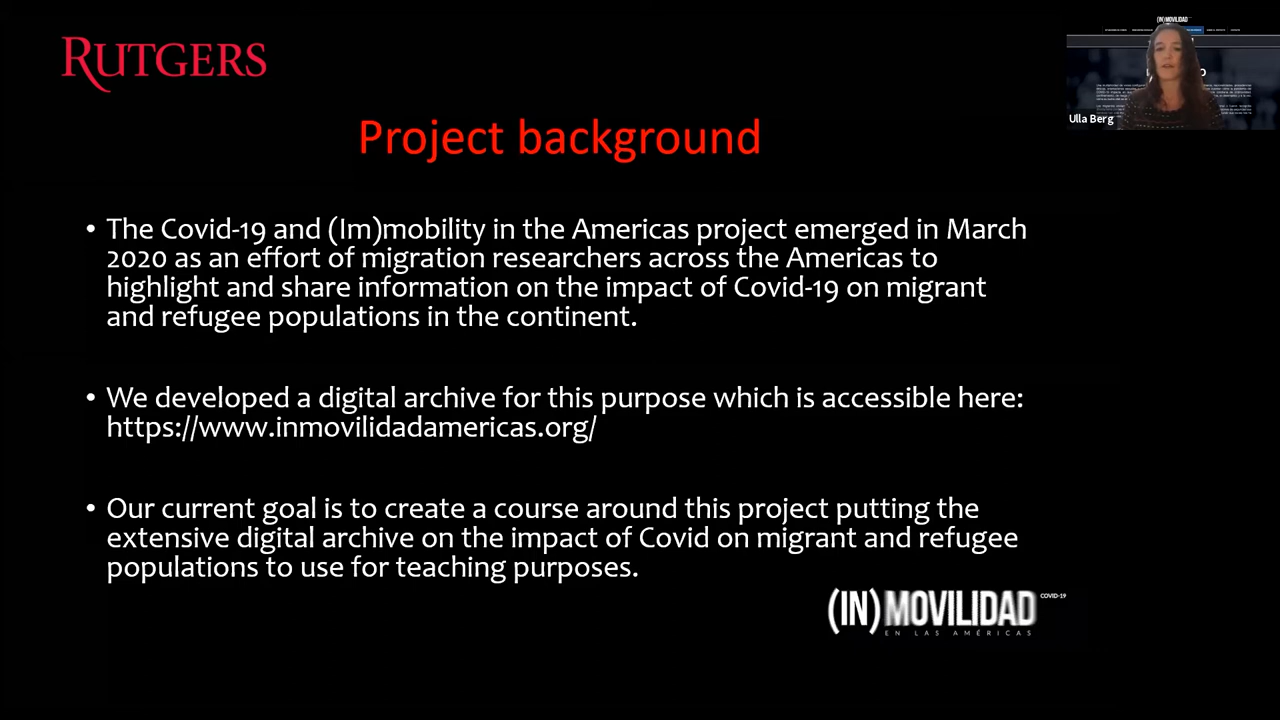 RUTGERS
(IN)MOVILIDAD
Ulla Berg
Project background
• The Covid-19 and (Im)mobility in the Americas project emerged in March
2020 as an effort of migration researchers across the Americas to
highlight and share information on the impact of Covid-19 on migrant
and refugee populations in the continent.
• We developed a digital archive for this purpose which is accessible here:
https://www.inmovilidadamericas.org/
• Our current goal is to create a course around this project putting the
extensive digital archive on the impact of Covid on migrant and refugee
populations to use for teaching purposes.
(IN)MOVILIDAD COVID-19
EN LAS AMÉRICAS